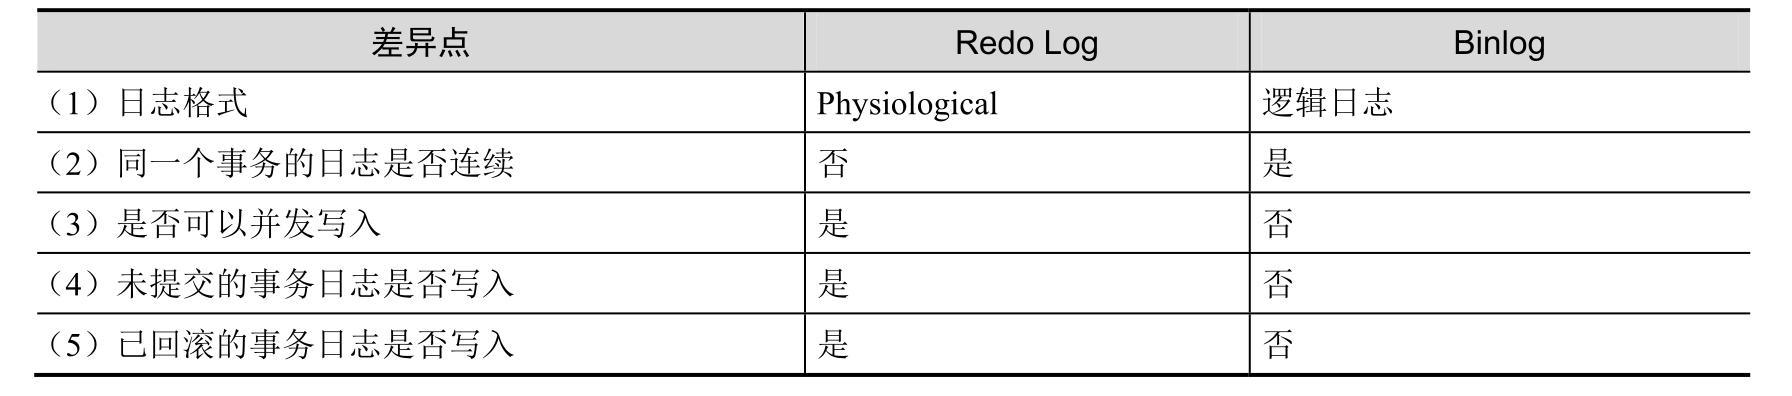 差异点 Redo Log Binlog
（1）日志格式 Physiological 逻辑日志
（2）同一个事务的日志是否连续 否 是
（3）是否可以并发写入 是 否
（4）未提交的事务日志是否写入 是 否
（5）已回滚的事务日志是否写入 是 否